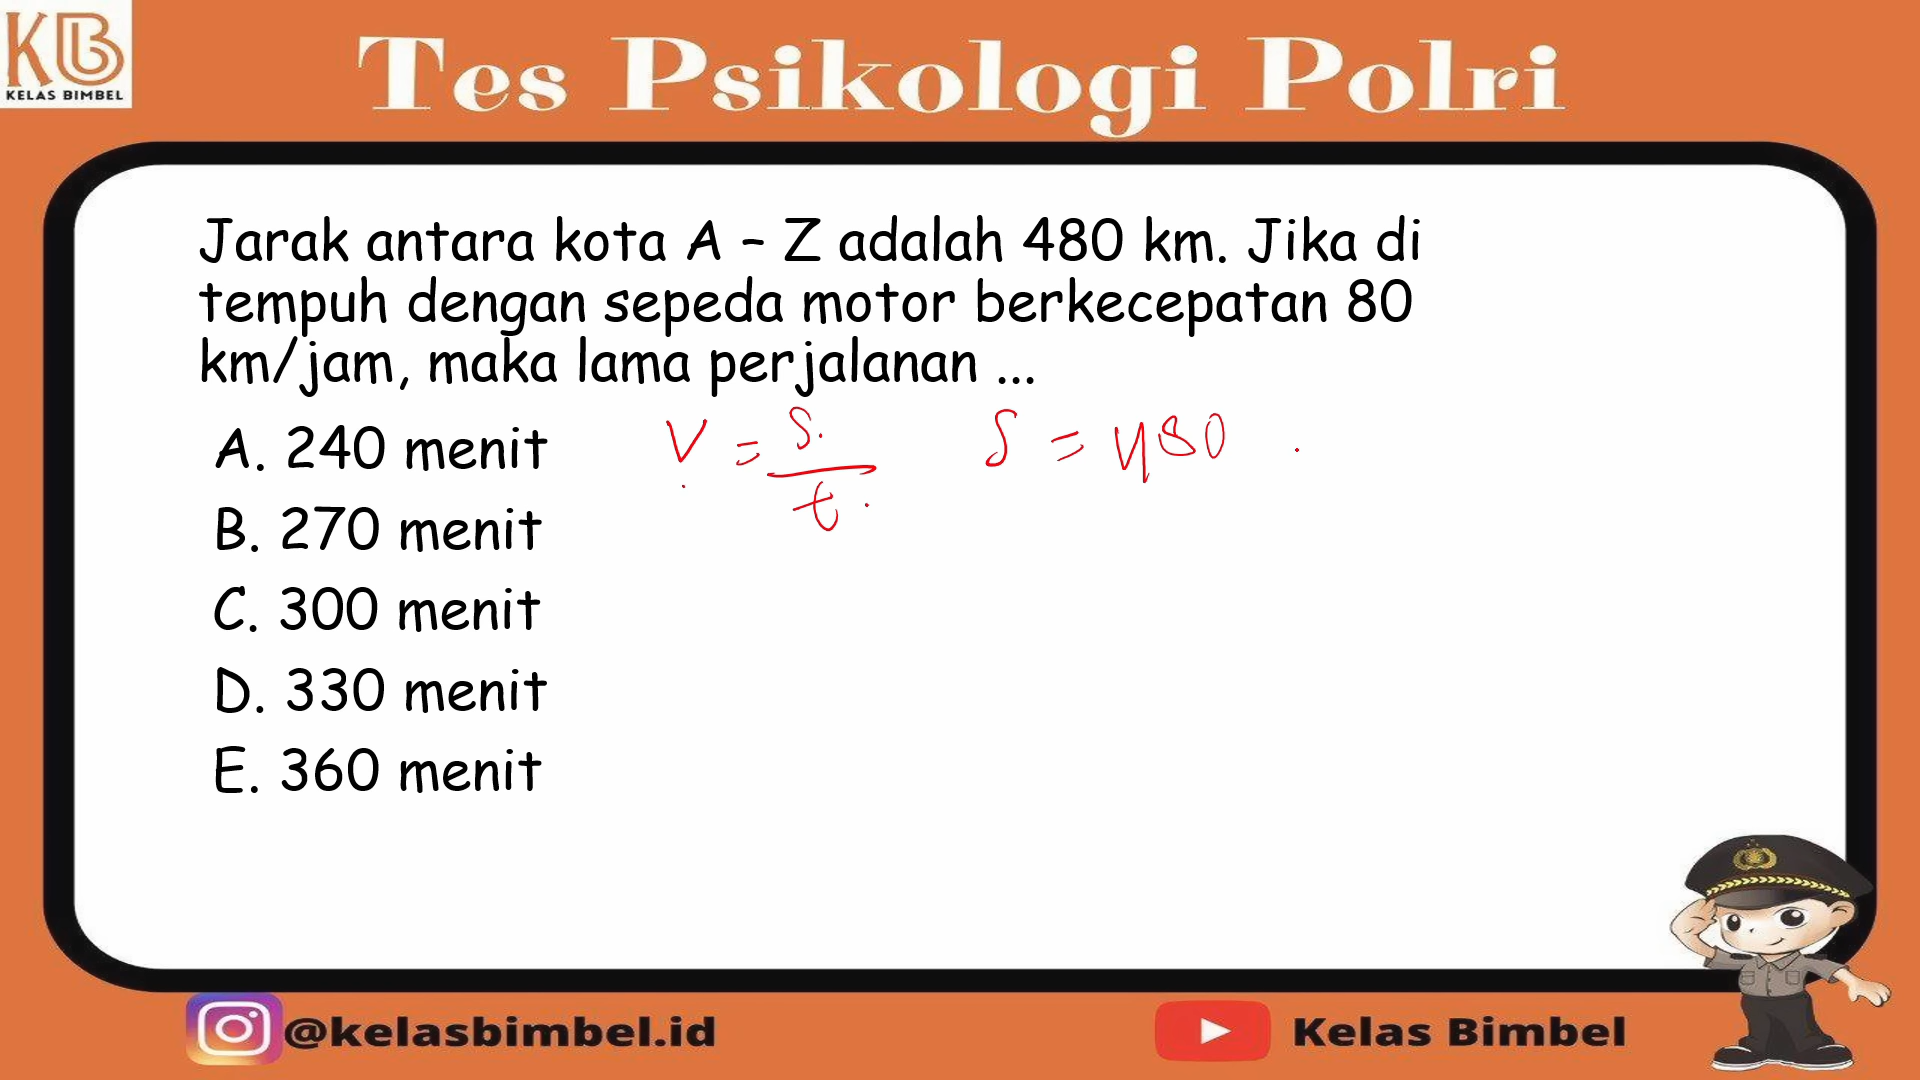 KB
KELAS BIMBEL
Tes Psikologi Polri
Jarak antara kota A – Z adalah 480 km. Jika di
tempuh dengan sepeda motor berkecepatan 80
km/jam, maka lama perjalanan ...
A. 240 menit
V = s/t
S = 480
B. 270 menit
C. 300 menit
D. 330 menit
E. 360 menit
@kelasbimbel.id
Kelas Bimbel